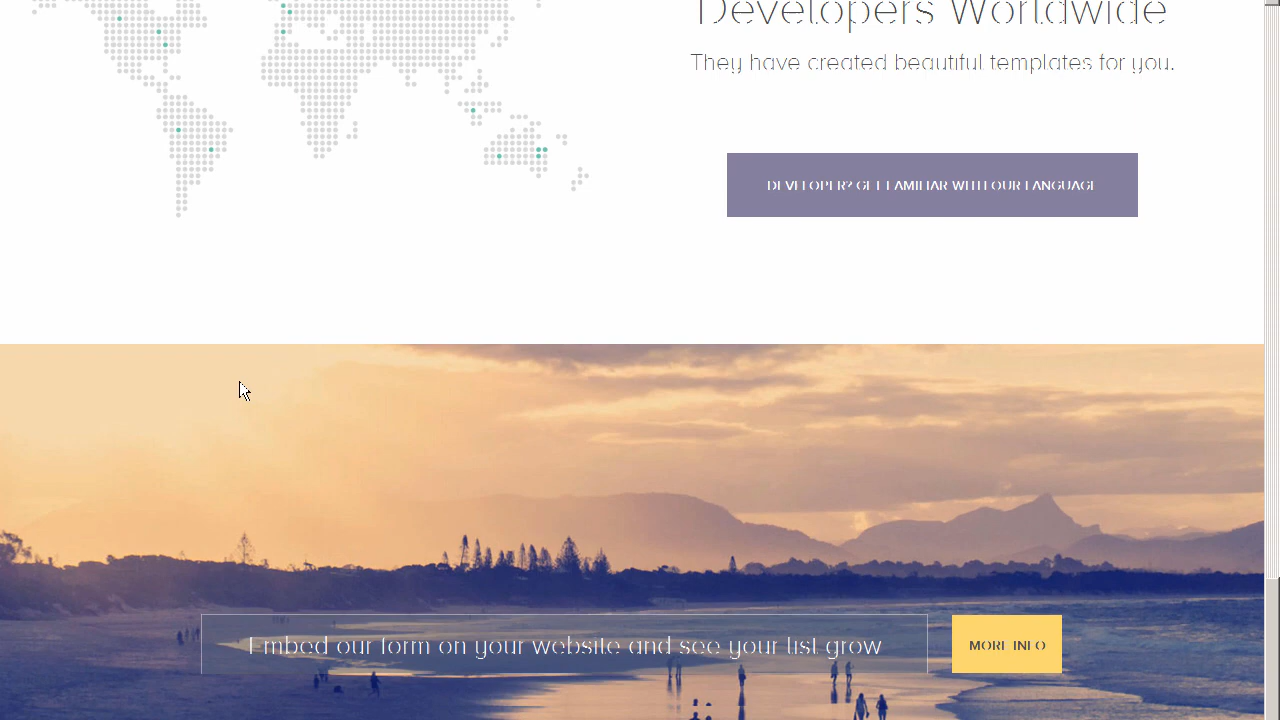 Developers Worldwide
They have created beautiful templates for you.
DEVELOPER? GET FAMILIAR WITH OUR LANGUAGE
Embed our form on your website and see your list grow
MORE INFO